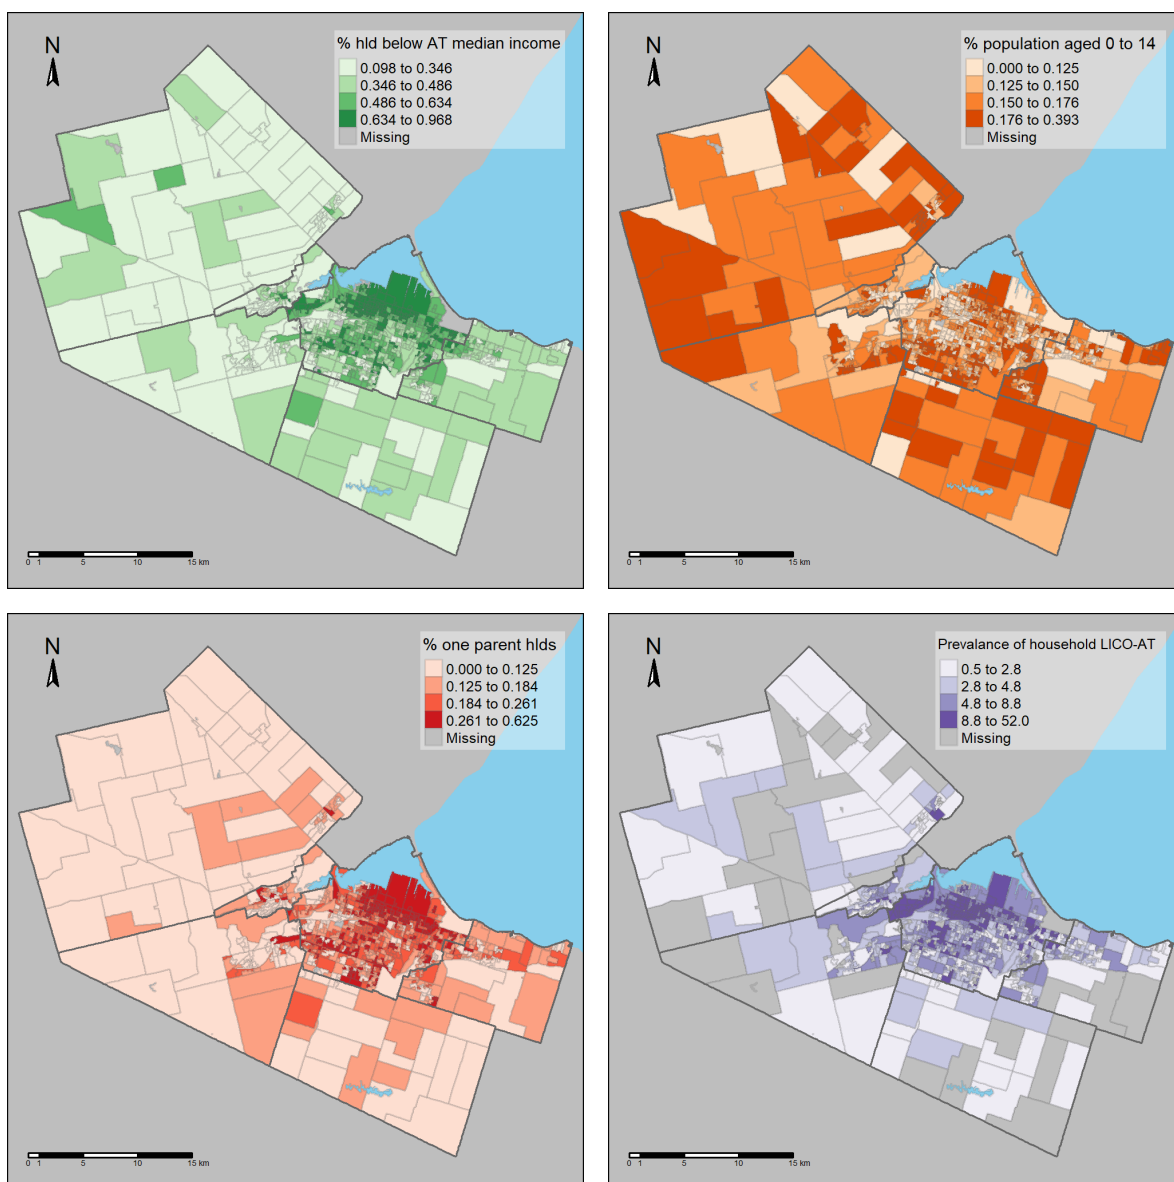 N
% hld below AT median income
0.098 to 0.346
0.346 to 0.486
0.486 to 0.634
0.634 to 0.968
Missing
0 1 5 10 15 km
N
% population aged 0 to 14
0.000 to 0.125
0.125 to 0.150
0.150 to 0.176
0.176 to 0.393
Missing
0 1 5 10 15 km
N
% one parent hlds
0.000 to 0.125
0.125 to 0.184
0.184 to 0.261
0.261 to 0.625
Missing
0 1 5 10 15 km
N
Prevalance of household LICO-AT
0.5 to 2.8
2.8 to 4.8
4.8 to 8.8
8.8 to 52.0
Missing
0 1 5 10 15 km